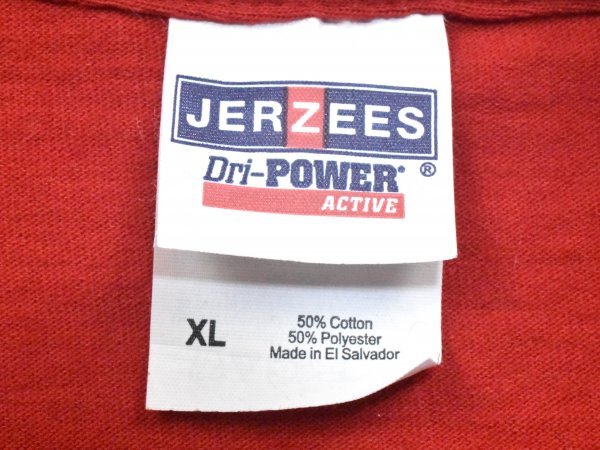 JERZEES
Dri-POWER® ®
ACTIVE
XL
50% Cotton
50% Polyester
Made in El Salvador